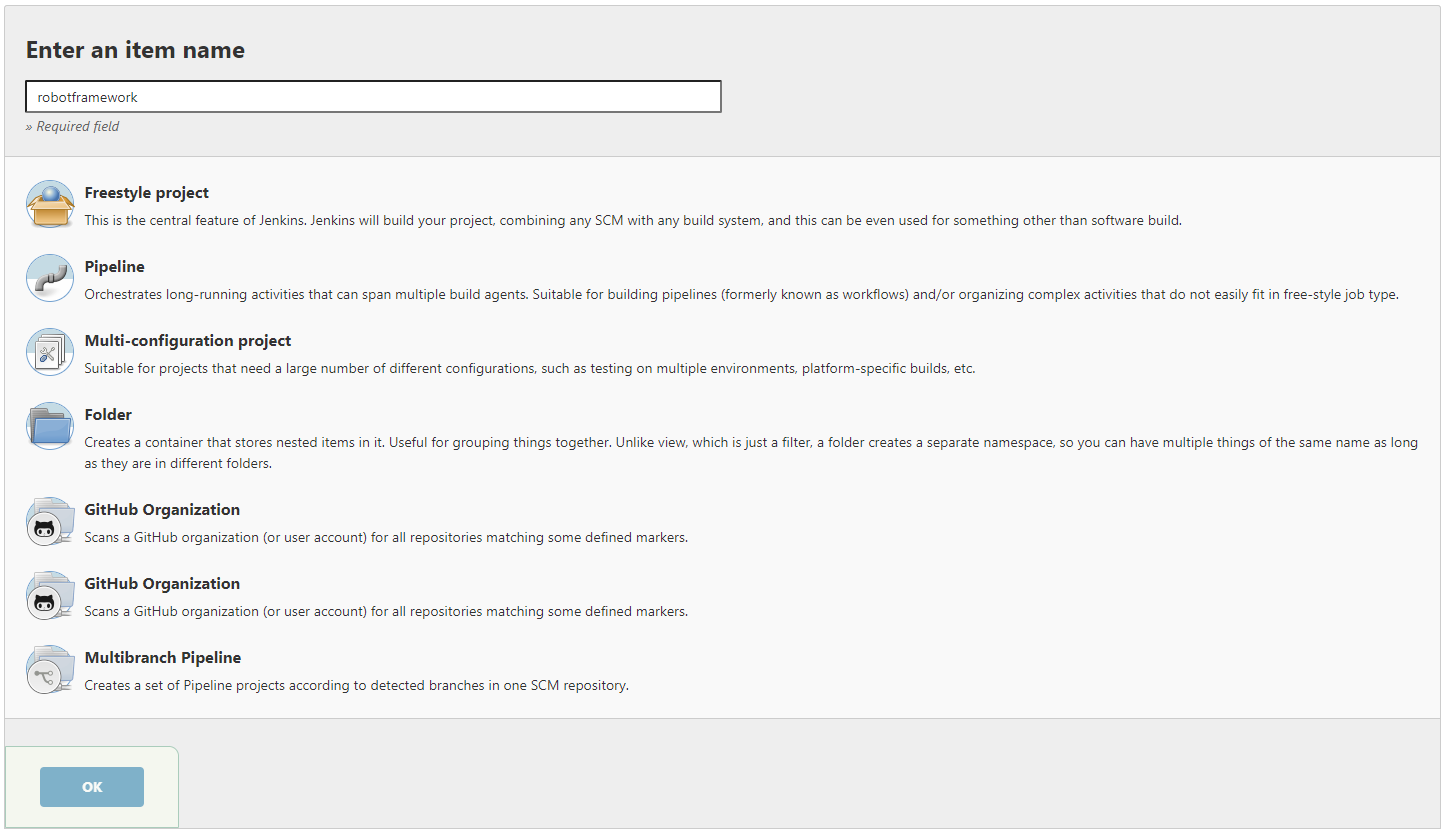 Enter an item name
robotframework
» Required field
Freestyle project
This is the central feature of Jenkins. Jenkins will build your project, combining any SCM with any build system, and this can be even used for something other than software build.
Pipeline
Orchestrates long-running activities that can span multiple build agents. Suitable for building pipelines (formerly known as workflows) and/or organizing complex activities that do not easily fit in free-style job type.
Multi-configuration project
Suitable for projects that need a large number of different configurations, such as testing on multiple environments, platform-specific builds, etc.
Folder
Creates a container that stores nested items in it. Useful for grouping things together. Unlike view, which is just a filter, a folder creates a separate namespace, so you can have multiple things of the same name as long
as they are in different folders.
GitHub Organization
Scans a GitHub organization (or user account) for all repositories matching some defined markers.
GitHub Organization
Scans a GitHub organization (or user account) for all repositories matching some defined markers.
Multibranch Pipeline
Creates a set of Pipeline projects according to detected branches in one SCM repository.
OK